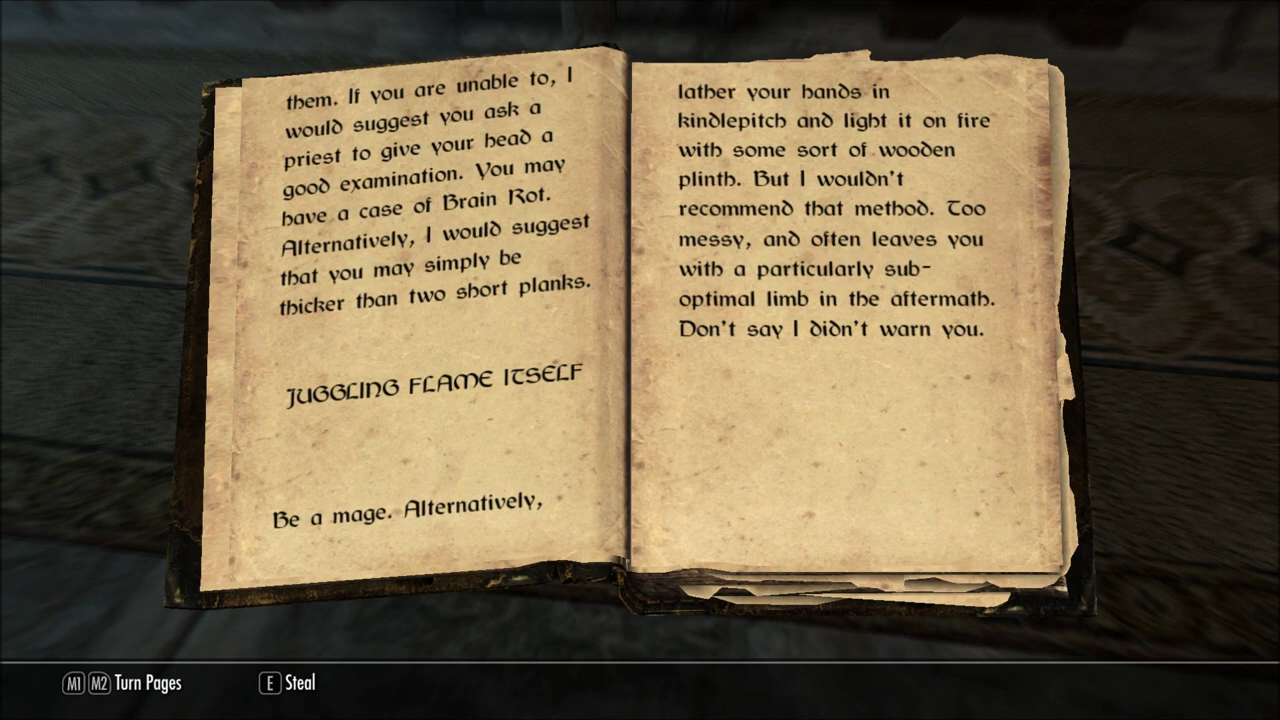 them. If you are unable to, I
would suggest you ask a
priest to give your head a
good examination. You may
have a case of Brain Rot.
Alternatively, I would suggest
that you may simply be
thicker than two short planks.
JUGGLING FLAME ITSELF
Be a mage. Alternatively,
lather your hands in
kindlepitch and light it on fire
with some sort of wooden
plinth. But I wouldn't
recommend that method. Too
messy, and often leaves you
with a particularly sub-
optimal limb in the aftermath.
Don't say I didn't warn you.
M1 M2 Turn Pages E Steal